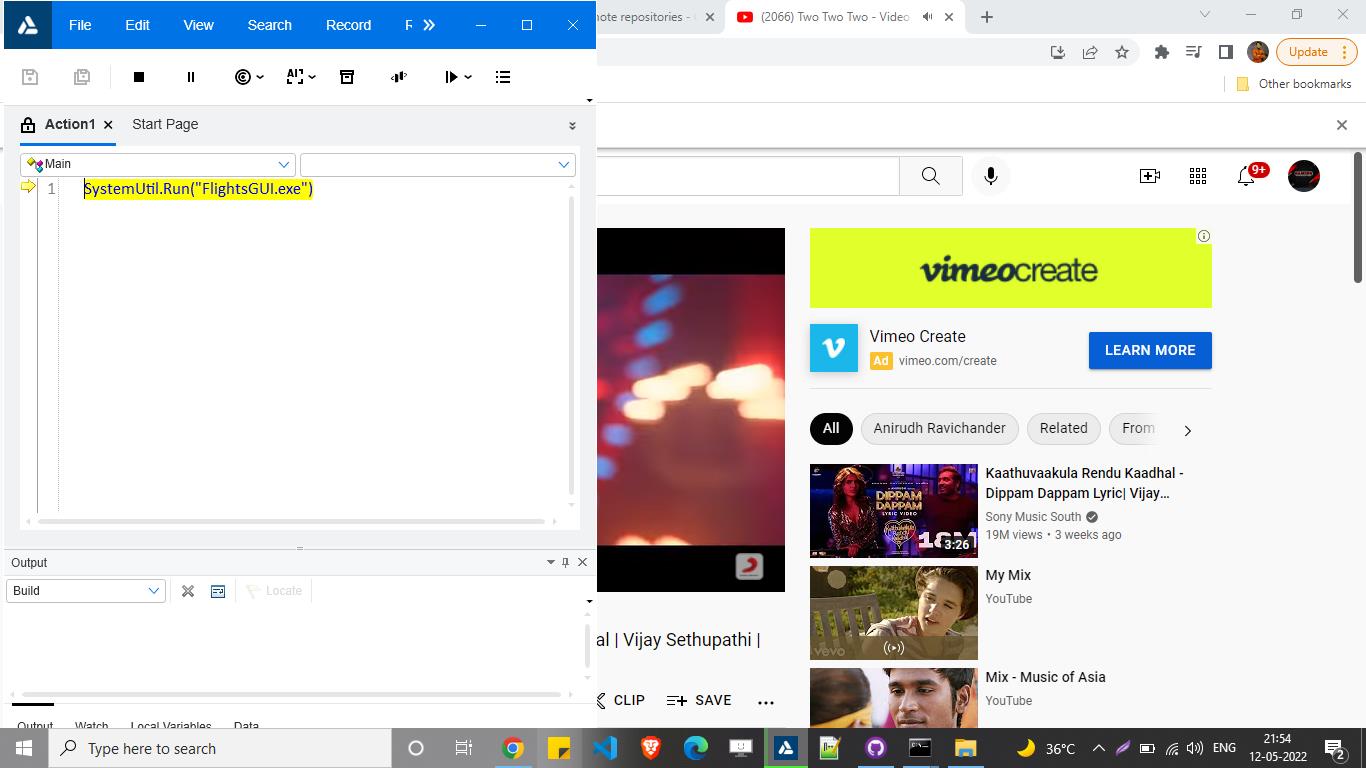 File Edit View Search Record
Action1 Start Page
Main
1 SystemUtil.Run("FlightsGUI.exe")
Output
Build
Locate
Output Watch Local Variables Data
note repositories -
(2066) Two Two Two - Video
Update
Other bookmarks
9+
vimeocreate
Vimeo Create
Ad vimeo.com/create
LEARN MORE
All Anirudh Ravichander Related From
DIPPAM
DAPPAM
LYRIC VIDEO
18M
3:26
Kaathuvaakula Rendu Kaadhal -
Dippam Dappam Lyric| Vijay...
Sony Music South
19M views • 3 weeks ago
vevo
My Mix
YouTube
Mix - Music of Asia
YouTube
al | Vijay Sethupathi |
CLIP SAVE ...
Type here to search
36°C
ENG
21:54
12-05-2022
2